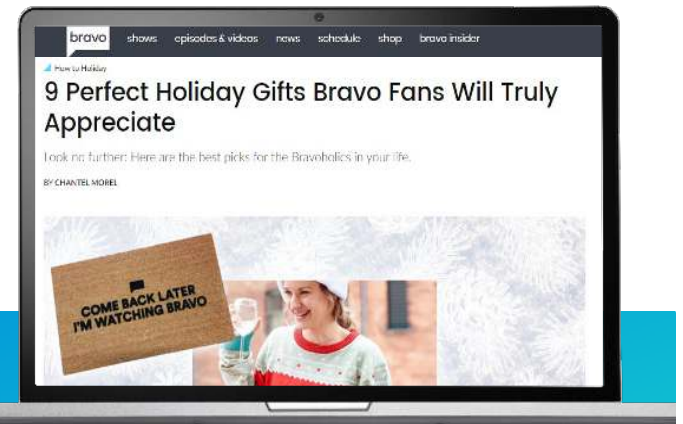 bravo shows episodes & videos news schedule shop bravo insider
How to Holiday
9 Perfect Holiday Gifts Bravo Fans Will Truly
Appreciate
Look no further: Here are the best picks for the Bravoholics in your life.
BY CHANTEL MOREL
COME BACK LATER
I'M WATCHING BRAVO